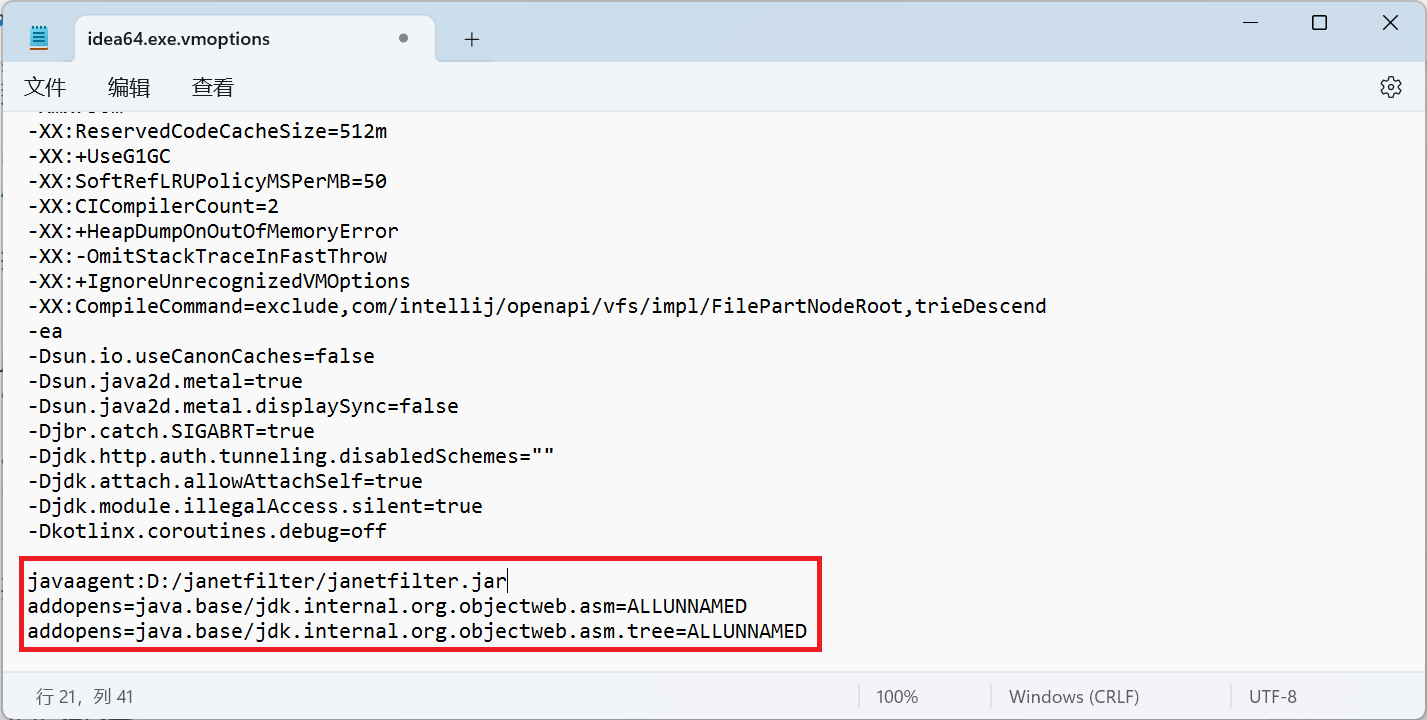 idea64.exe.vmoptions
文件 编辑 查看
-XX:ReservedCodeCacheSize=512m
-XX:+UseG1GC
-XX:SoftRefLRUPolicyMSPerMB=50
-XX:CICompilerCount=2
-XX:+HeapDumpOnOutOfMemoryError
-XX:-OmitStackTraceInFastThrow
-XX:+IgnoreUnrecognizedVMOptions
-XX:CompileCommand=exclude,com/intellij/openapi/vfs/impl/FilePartNodeRoot,trieDescend
-ea
-Dsun.io.useCanonCaches=false
-Dsun.java2d.metal=true
-Dsun.java2d.metal.displaySync=false
-Djbr.catch.SIGABRT=true
-Djdk.http.auth.tunneling.disabledSchemes=""
-Djdk.attach.allowAttachSelf=true
-Djdk.module.illegalAccess.silent=true
-Dkotlinx.coroutines.debug=off
javaagent:D:/janetfilter/janetfilter.jar
addopens=java.base/jdk.internal.org.objectweb.asm=ALLUNNAMED
addopens=java.base/jdk.internal.org.objectweb.asm.tree=ALLUNNAMED
行 21，列 41 100% Windows (CRLF) UTF-8